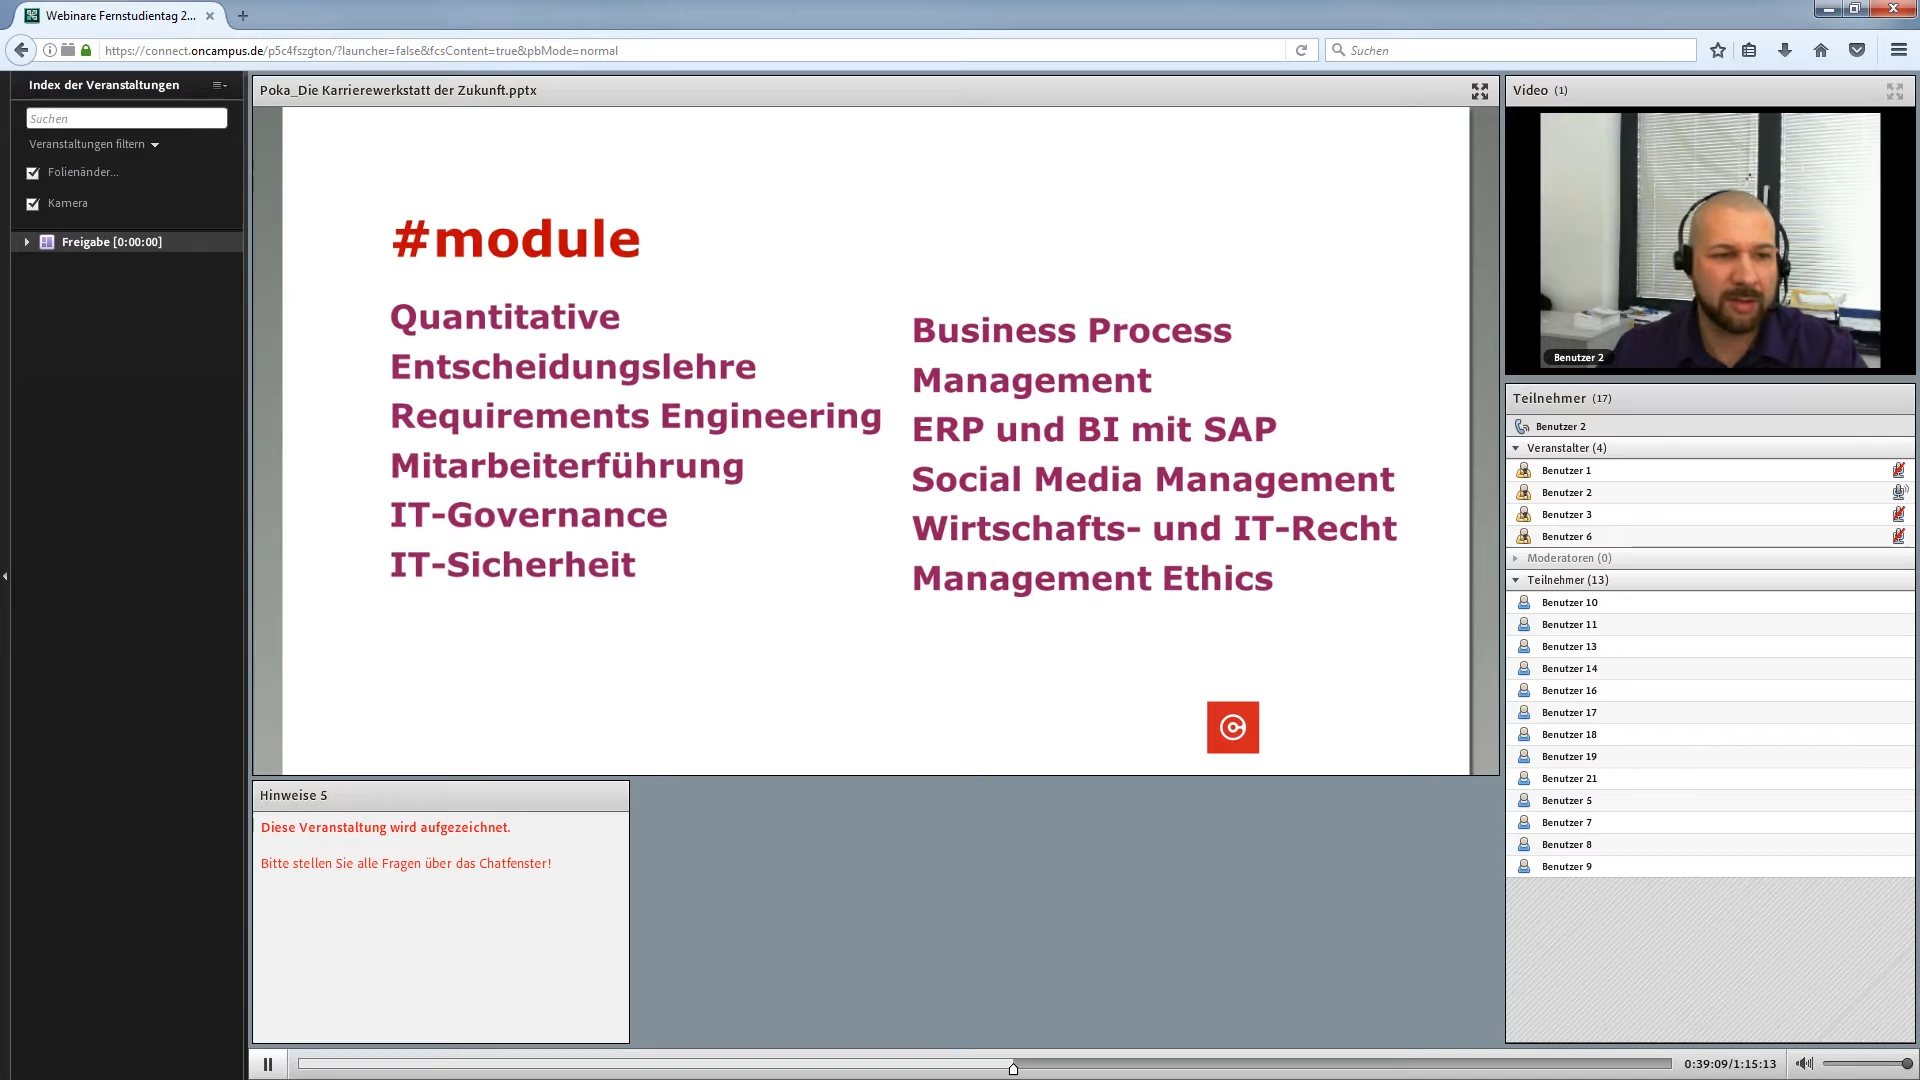 Webinare Fernstudientag 2...
https://connect.oncampus.de/p5c4fszgton/?launcher=false&fcsContent=true&pbMode=normal
Suchen
Index der Veranstaltungen
Suchen
Veranstaltungen filtern
Folienänder...
Kamera
Freigabe [0:00:00]
Poka_Die Karrierewerkstatt der Zukunft.pptx
#module
Quantitative
Entscheidungslehre
Requirements Engineering
Mitarbeiterführung
IT-Governance
IT-Sicherheit
Business Process
Management
ERP und BI mit SAP
Social Media Management
Wirtschafts- und IT-Recht
Management Ethics
Hinweise 5
Diese Veranstaltung wird aufgezeichnet.
Bitte stellen Sie alle Fragen über das Chatfenster!
Video (1)
Benutzer 2
Teilnehmer (17)
Benutzer 2
Veranstalter (4)
Benutzer 1
Benutzer 2
Benutzer 3
Benutzer 6
Moderatoren (0)
Teilnehmer (13)
Benutzer 10
Benutzer 11
Benutzer 13
Benutzer 14
Benutzer 16
Benutzer 17
Benutzer 18
Benutzer 19
Benutzer 21
Benutzer 5
Benutzer 7
Benutzer 8
Benutzer 9
0:39:09/1:15:13